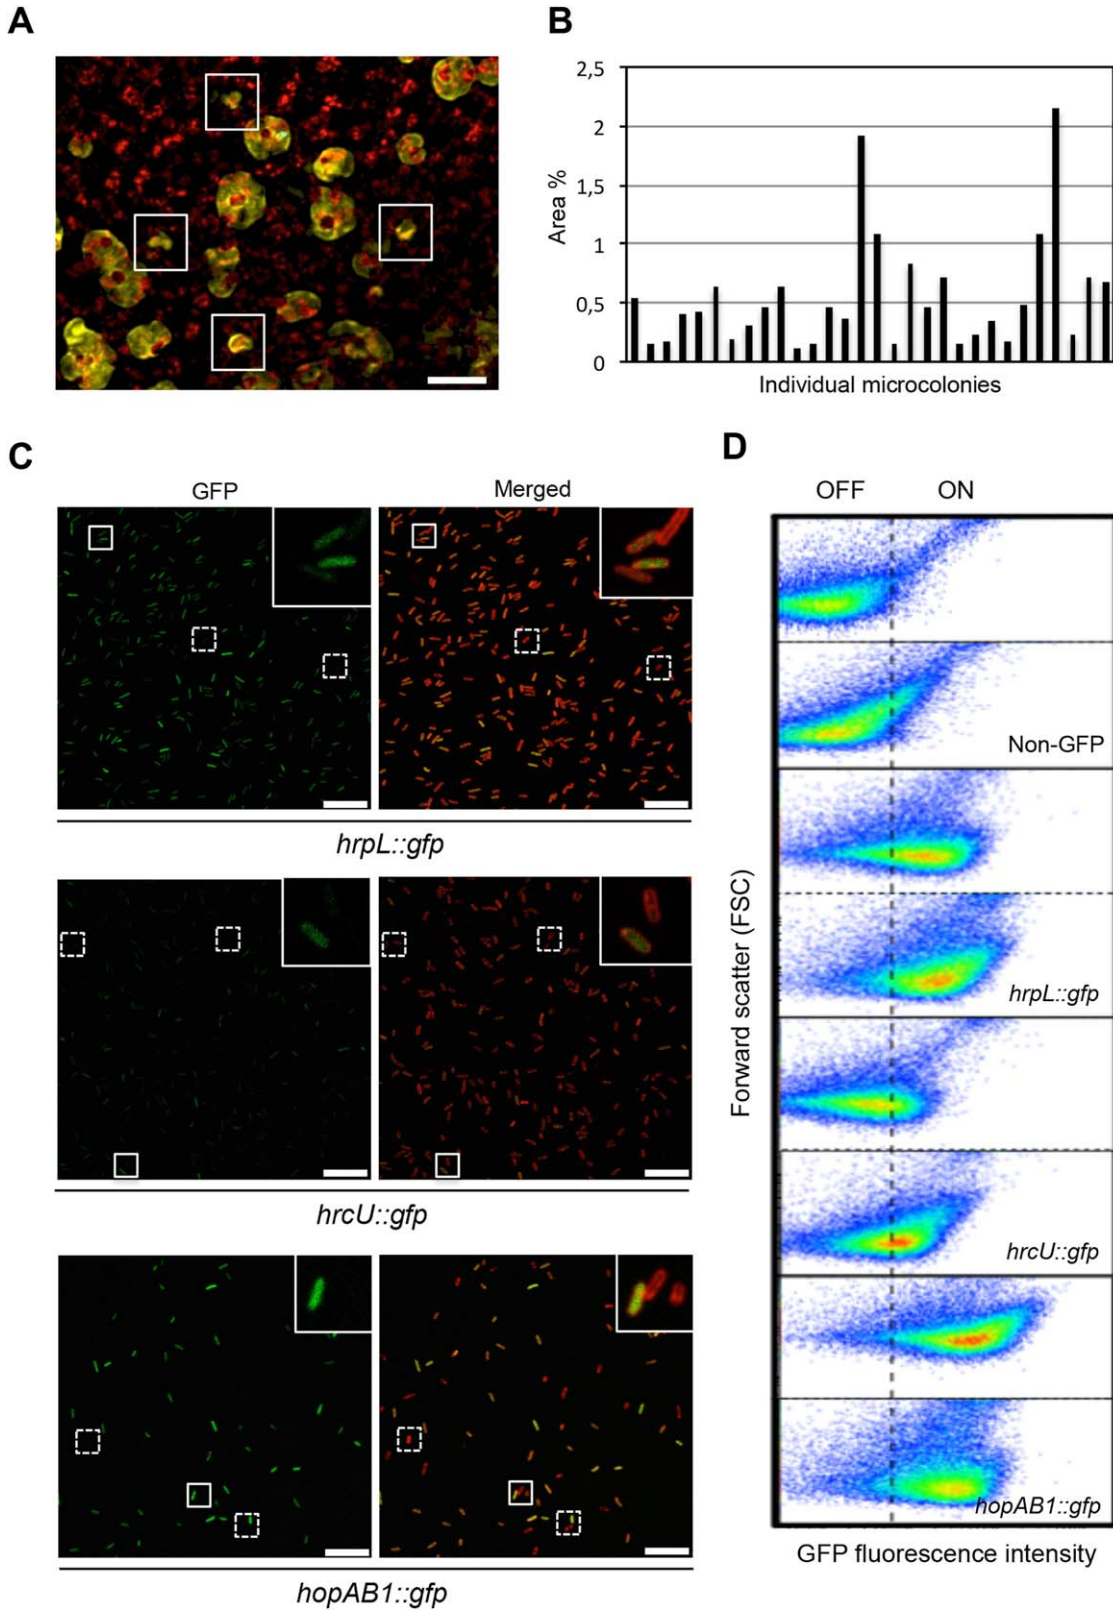 A
B
2,5
2
1,5
1
0,5
0
Area %
Individual microcolonies
C
GFP
Merged
hrpL::gfp
hrcU::gfp
hopAB1::gfp
D
OFF ON
Non-GFP
hrpL::gfp
hrcU::gfp
hopAB1::gfp
Forward scatter (FSC)
GFP fluorescence intensity